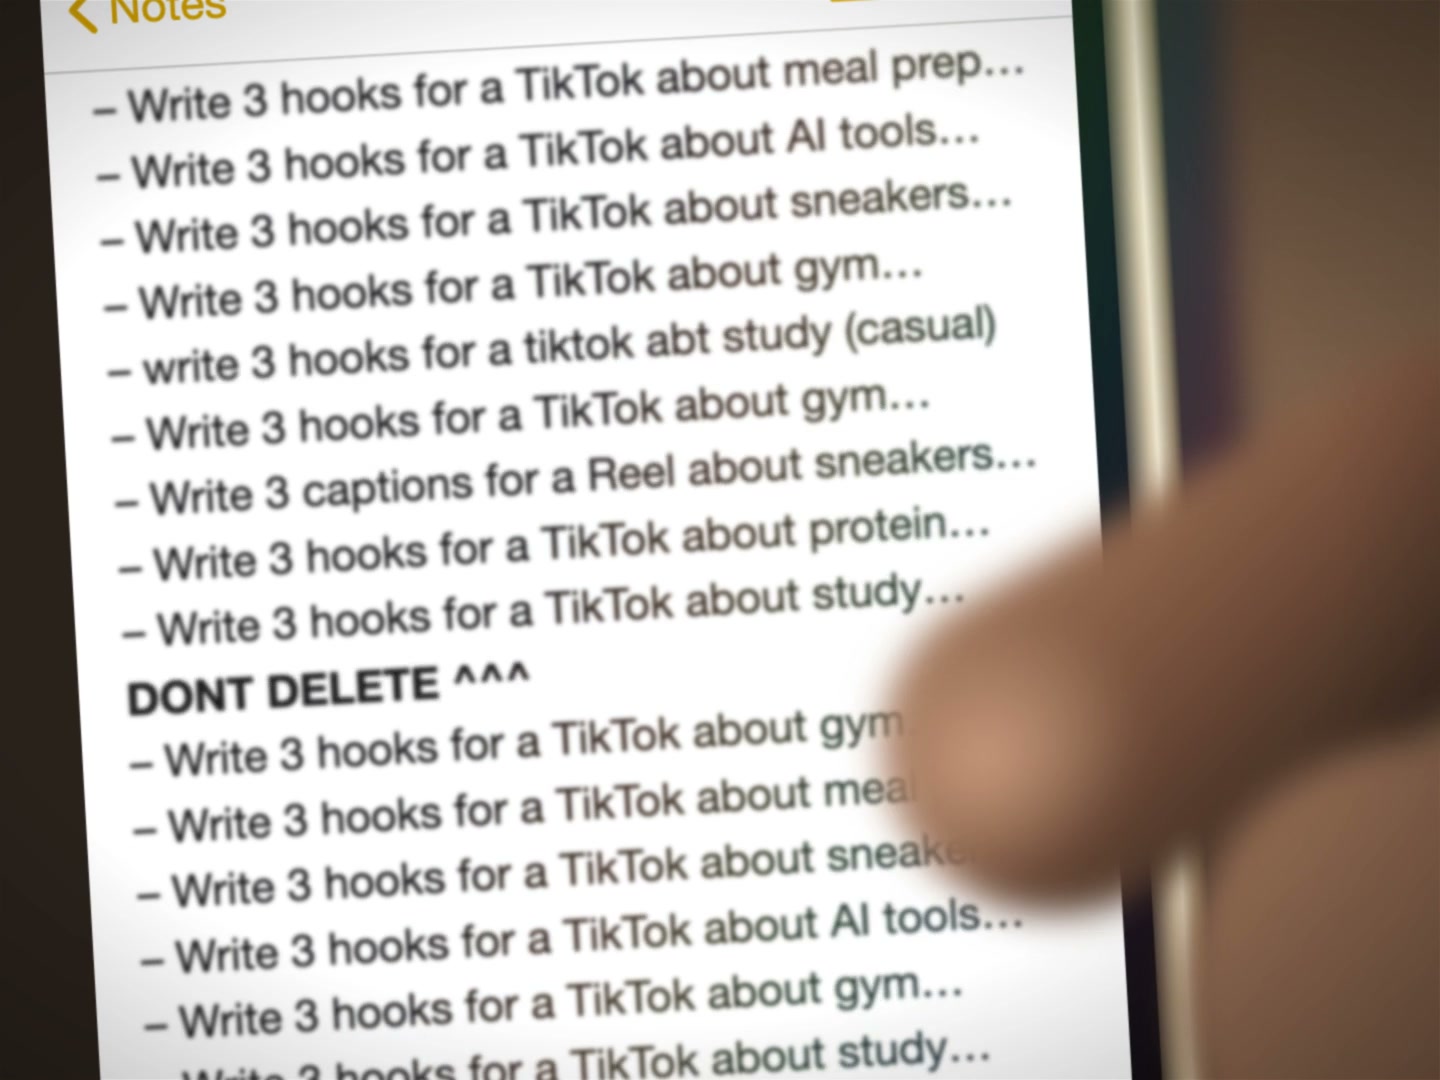 Notes
– Write 3 hooks for a TikTok about meal prep...
– Write 3 hooks for a TikTok about AI tools...
– Write 3 hooks for a TikTok about sneakers...
– Write 3 hooks for a TikTok about gym...
– write 3 hooks for a tiktok abt study (casual)
– Write 3 hooks for a TikTok about gym...
– Write 3 captions for a Reel about sneakers...
– Write 3 hooks for a TikTok about protein...
– Write 3 hooks for a TikTok about study...
DONT DELETE ^^^
– Write 3 hooks for a TikTok about gym
– Write 3 hooks for a TikTok about meal
– Write 3 hooks for a TikTok about
– Write 3 hooks for a TikTok about AI tools...
– Write 3 hooks for a TikTok about gym...
Write 3 hooks for a TikTok about study...